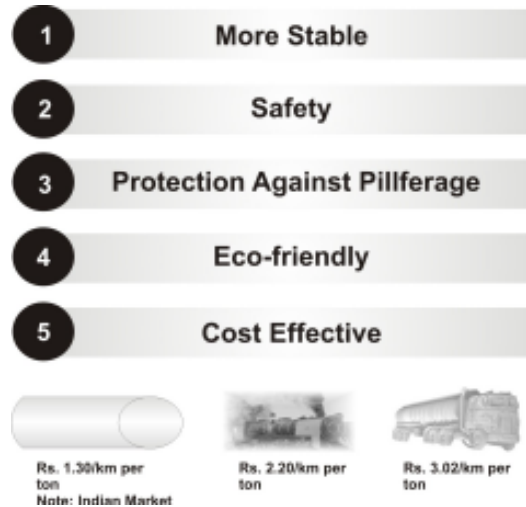 1
More Stable
2
Safety
3
Protection Against Pillferage
4
Eco-friendly
5
Cost Effective
Rs. 1.30/km per
ton
Note: Indian Market
Rs. 2.20/km per
ton
Rs. 3.02/km per
ton